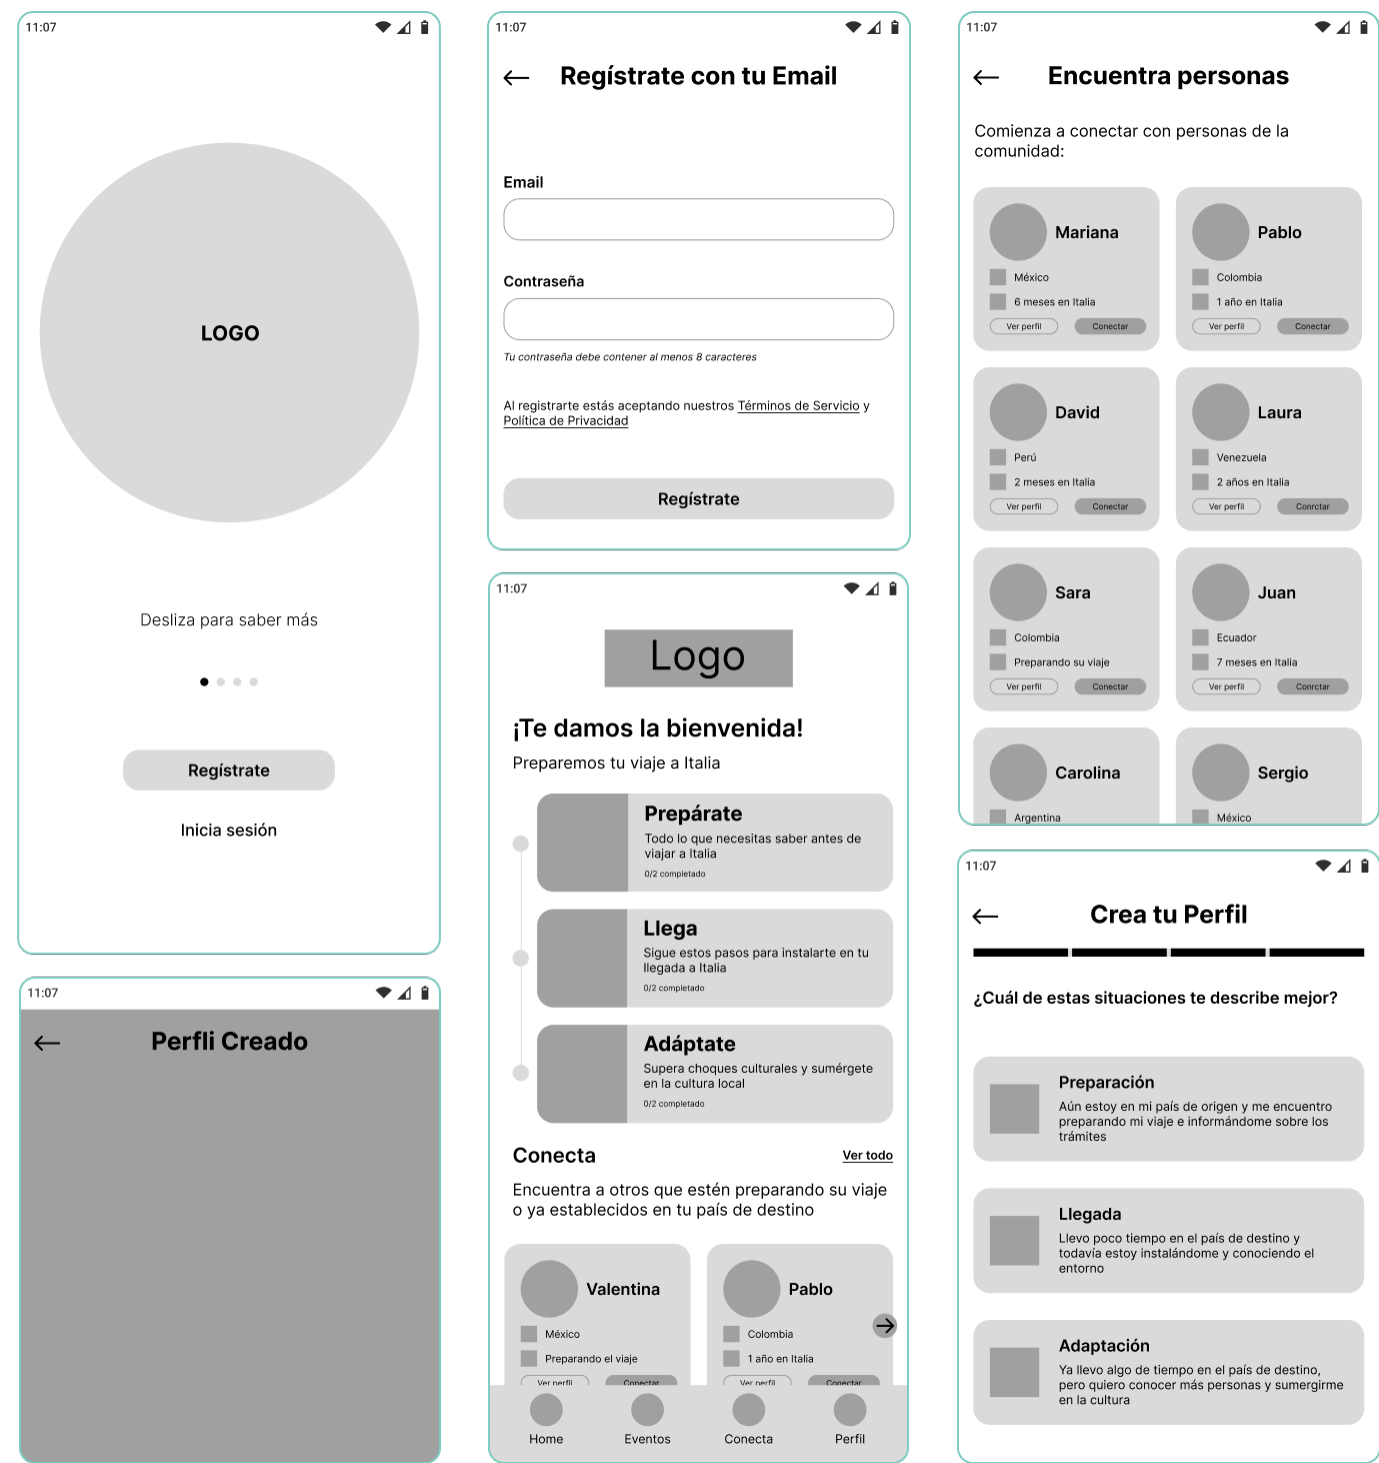 11:07
LOGO
Desliza para saber más
Regístrate
Inicia sesión
11:07
Perfli Creado
11:07
Regístrate con tu Email
Email
Contraseña
Tu contraseña debe contener al menos 8 caracteres
Al registrarte estás aceptando nuestros Términos de Servicio y
Política de Privacidad
Regístrate
11:07
Logo
¡Te damos la bienvenida!
Preparemos tu viaje a Italia
Prepárate
Todo lo que necesitas saber antes de
viajar a Italia
0/2 completado
Llega
Sigue estos pasos para instalarte en tu
llegada a Italia
0/2 completado
Adáptate
Supera choques culturales y sumérgete
en la cultura local
0/2 completado
Conecta Ver todo
Encuentra a otros que estén preparando su viaje
o ya establecidos en tu país de destino
Valentina
México
Preparando el viaje
Ver perfil Conectar
Pablo
Colombia
1 año en Italia
Ver perfil Conectar
Home Eventos Conecta Perfil
11:07
Encuentra personas
Comienza a conectar con personas de la
comunidad:
Mariana
México
6 meses en Italia
Ver perfil Conectar
Pablo
Colombia
1 año en Italia
Ver perfil Conectar
David
Perú
2 meses en Italia
Ver perfil Conectar
Laura
Venezuela
2 años en Italia
Ver perfil Conrctar
Sara
Colombia
Preparando su viaje
Ver perfil Conectar
Juan
Ecuador
7 meses en Italia
Ver perfil Conrctar
Carolina
Argentina
Sergio
México
11:07
Crea tu Perfil
¿Cuál de estas situaciones te describe mejor?
Preparación
Aún estoy en mi país de origen y me encuentro
preparando mi viaje e informándome sobre los
trámites
Llegada
Llevo poco tiempo en el país de destino y
todavía estoy instalándome y conociendo el
entorno
Adaptación
Ya llevo algo de tiempo en el país de destino,
pero quiero conocer más personas y sumergirme
en la cultura